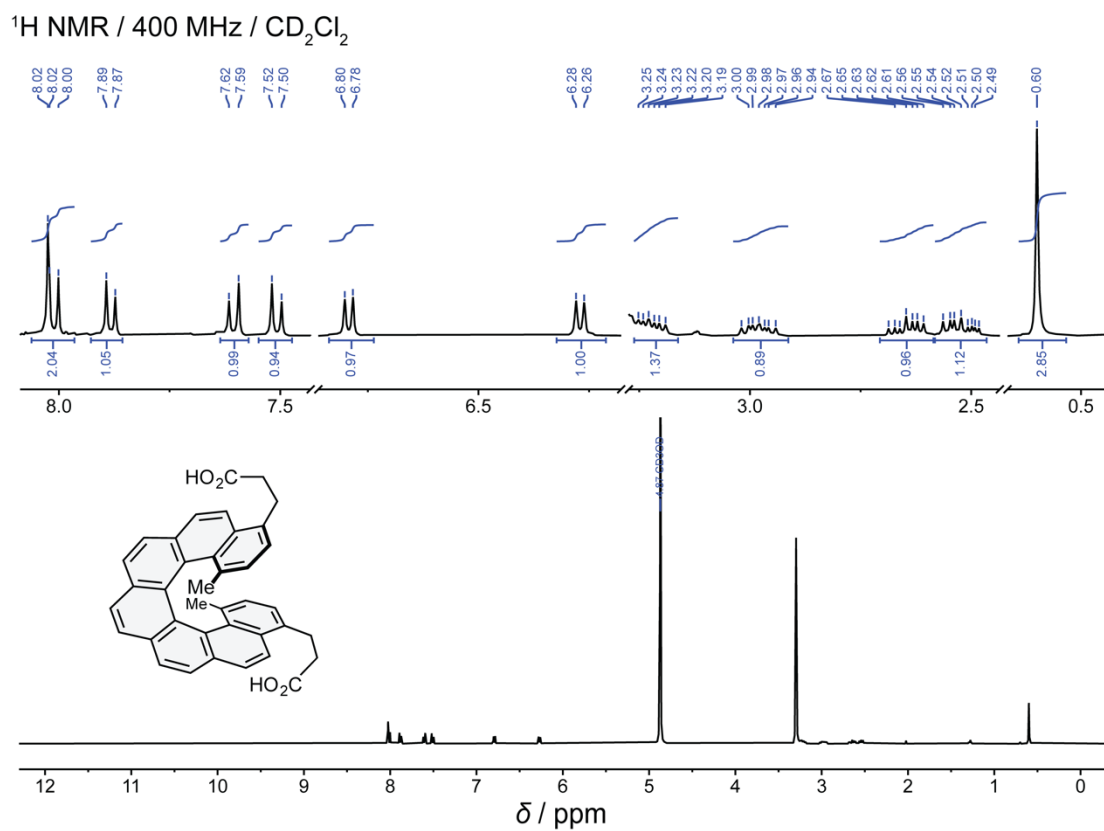 ¹H NMR / 400 MHz / CD₂Cl₂
8.02 8.02 8.00 7.89 7.87 7.62 7.59 7.52 7.50 6.80 6.78 6.28 6.26 3.25 3.24 3.23 3.22 3.20 3.19 3.00 2.99 2.98 2.97 2.96 2.94 2.67 2.65 2.63 2.62 2.61 2.56 2.55 2.54 2.52 2.51 2.50 2.49 0.60
2.04 1.05 0.99 0.94 0.97 1.00 1.37 0.89 0.96 1.12 2.85
8.0 7.5 6.5 3.0 2.5 0.5
4.87 CD3OD
HO₂C
Me
Me
HO₂C
12 11 10 9 8 7 6 5 4 3 2 1 0
δ / ppm